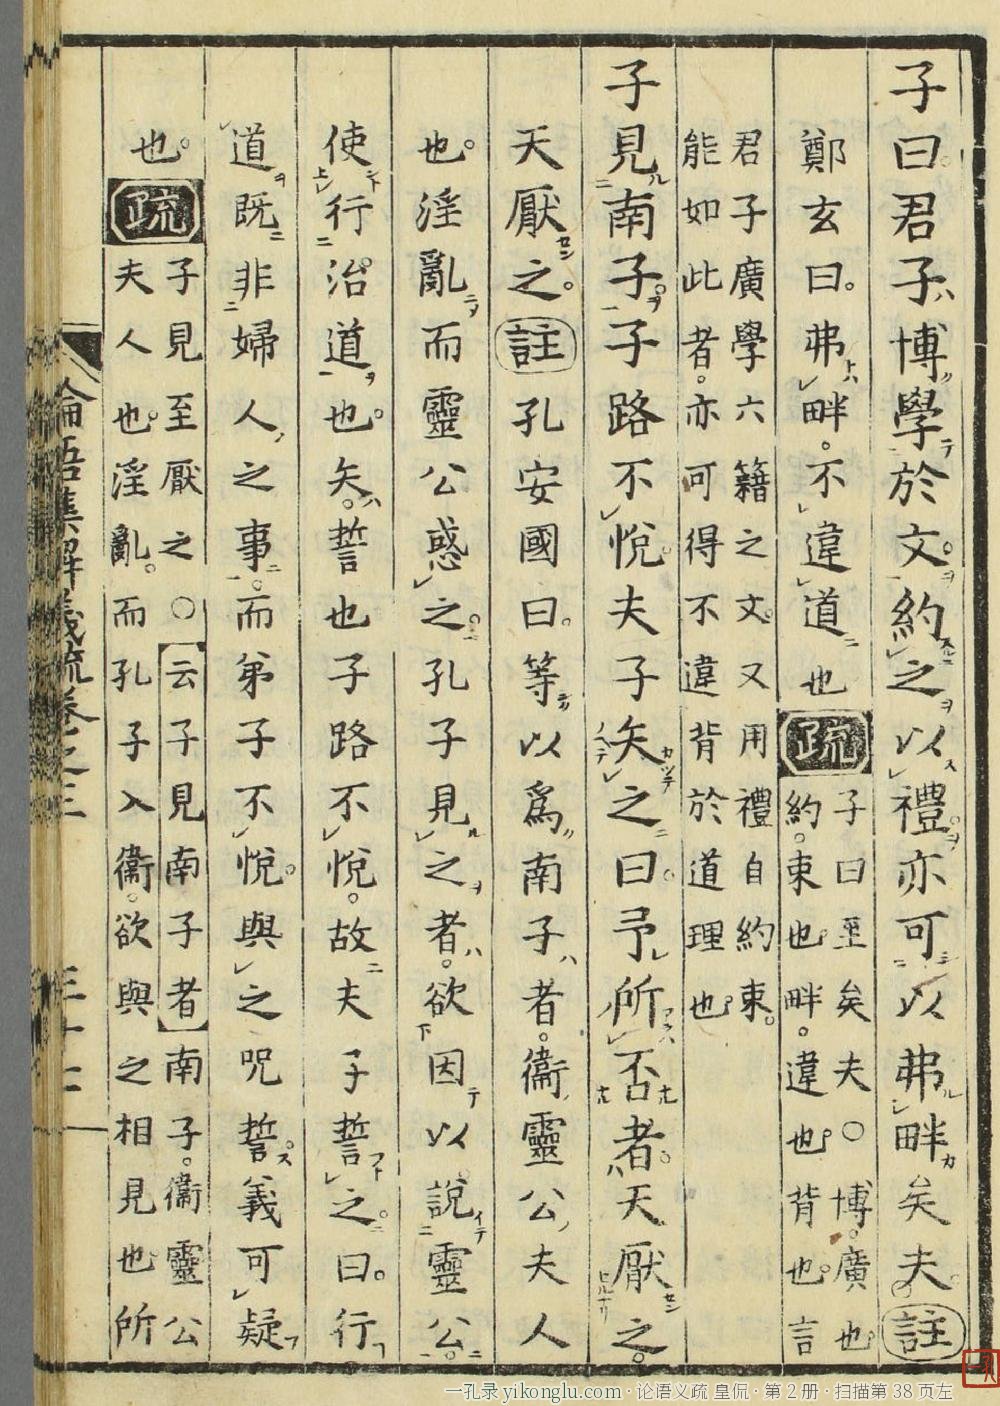 子曰君子博學於文約之以禮亦可以弗畔矣夫註
鄭玄曰弗畔不違道也疏子曰至矣夫○博廣也
約束也畔違也背也言
君子廣學六籍之文又用禮自約束
能如此者亦可得不違背於道理也
子見南子子路不悅夫子矢之曰予所否者天厭之
天厭之註孔安國曰等以爲南子者衞靈公夫人
也淫亂而靈公惑之孔子見之者欲因以說靈公
使行治道也矢誓也子路不悅故夫子誓之曰行
道既非婦人之事而弟子不悅與之呪誓義可疑
也疏子見至厭之○云子見南子者南子衞靈公
夫人也淫亂而孔子入衞欲與之相見也所
論語集解義疏卷之三 三十七
一孔录 yikonglu.com · 论语义疏 皇侃 · 第 2 册 · 扫描第 38 页左